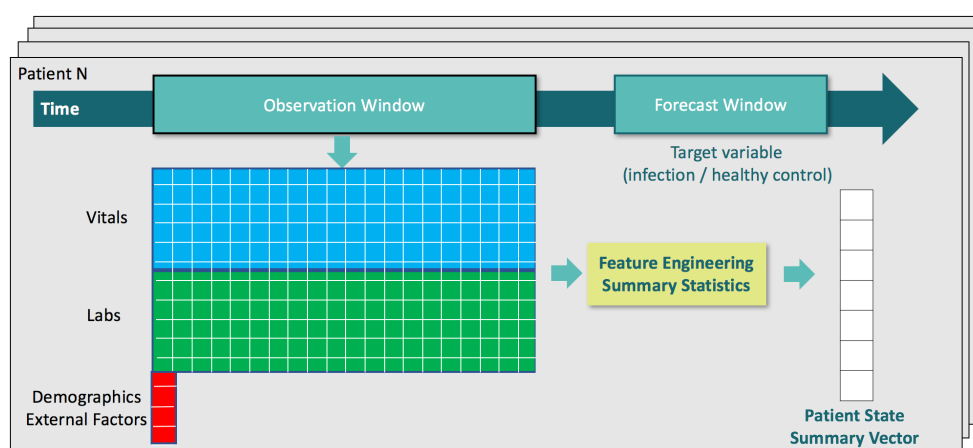 Patient N
Time
Observation Window
Forecast Window
Target variable
(infection / healthy control)
Vitals
Feature Engineering
Summary Statistics
Labs
Demographics
External Factors
Patient State
Summary Vector